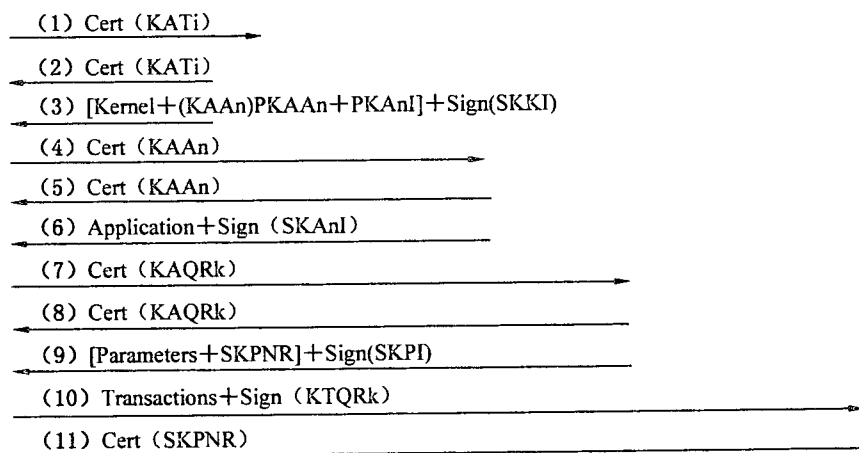 （1）Cert（KATi）
（2）Cert（KATi）
（3）[Kernel＋(KAAn)PKAAn＋PKAnI]＋Sign(SKKI)
（4）Cert（KAAn）
（5）Cert（KAAn）
（6）Application＋Sign（SKAnI）
（7）Cert（KAQRk）
（8）Cert（KAQRk）
（9）[Parameters＋SKPNR]＋Sign(SKPI)
（10）Transactions＋Sign（KTQRk）
（11）Cert（SKPNR）